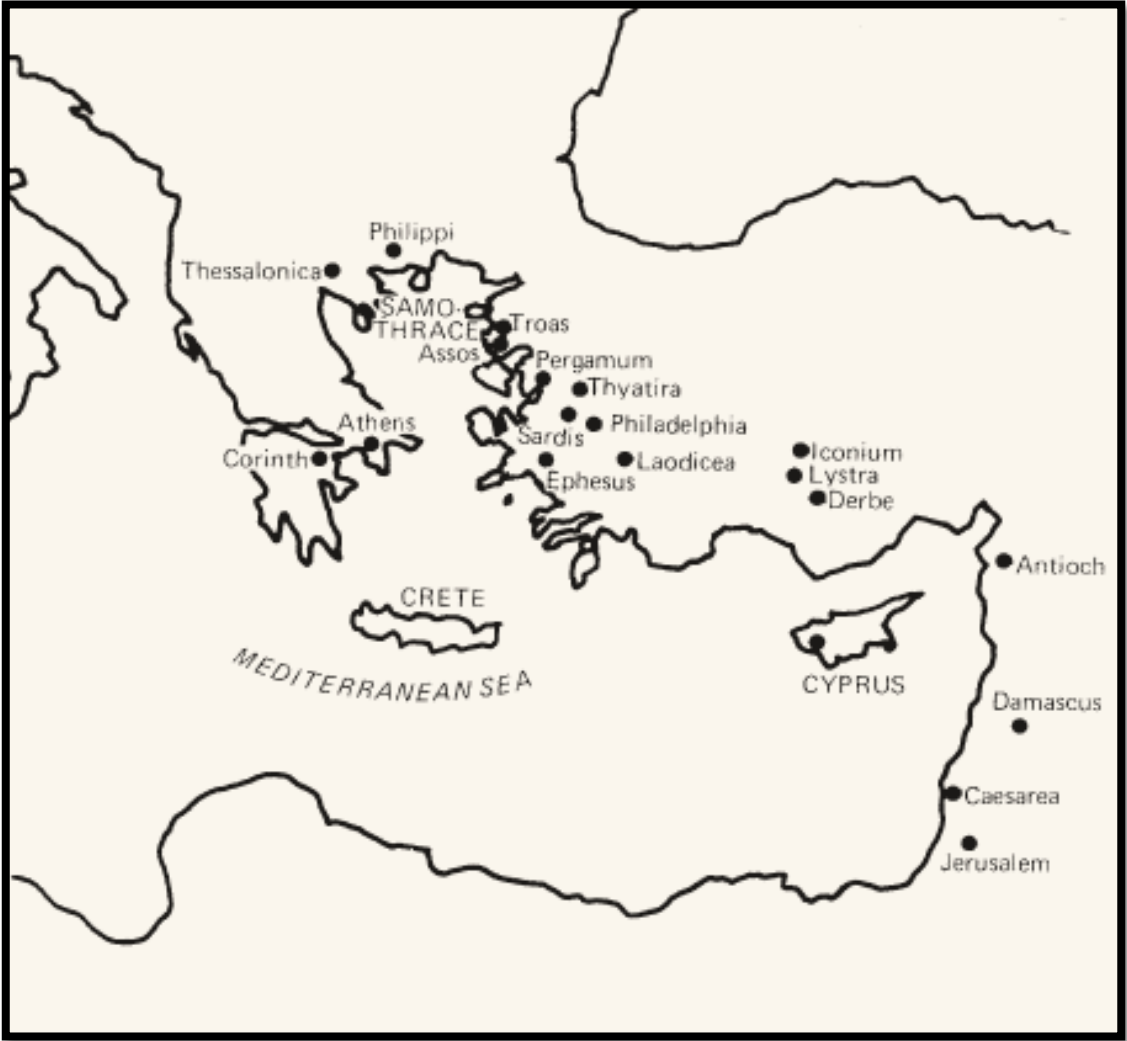 Philippi
Thessalonica
SAMO-
THRACE
Troas
Assos
Pergamum
Thyatira
Athens
Philadelphia
Sardis
Corinth
Laodicea
Iconium
Lystra
Ephesus
Derbe
Antioch
CRETE
MEDITERRANEAN SEA
CYPRUS
Damascus
Caesarea
Jerusalem